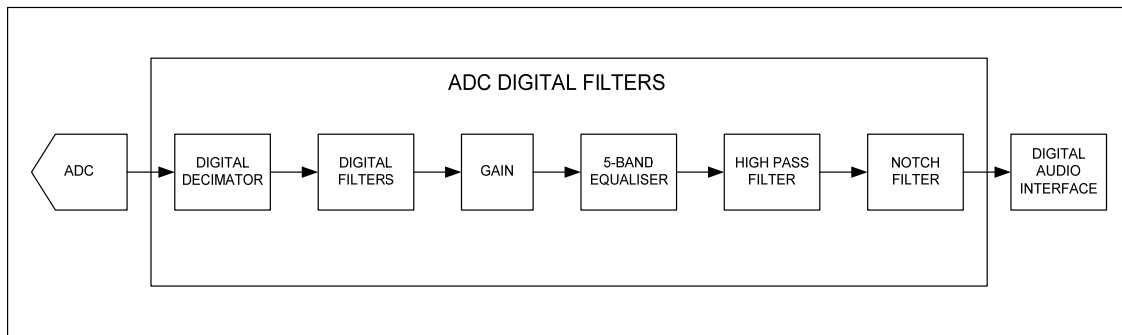 ADC DIGITAL FILTERS
ADC
DIGITAL
DECIMATOR
DIGITAL
FILTERS
GAIN
5-BAND
EQUALISER
HIGH PASS
FILTER
NOTCH
FILTER
DIGITAL
AUDIO
INTERFACE